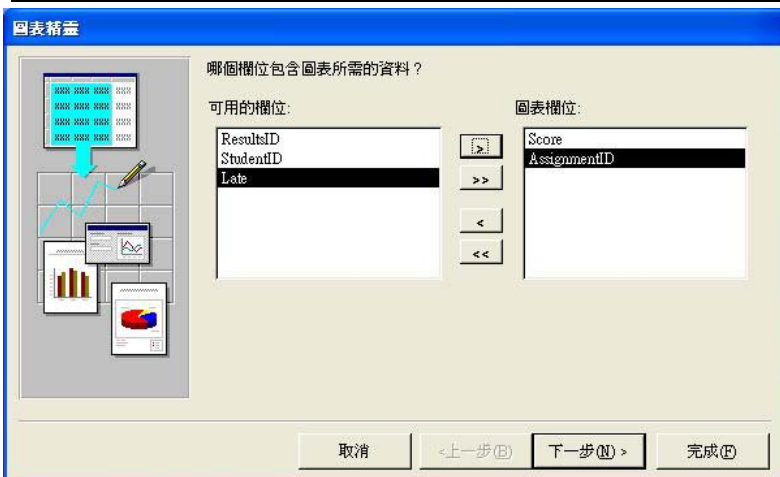 圖表精靈
哪個欄位包含圖表所需的資料？
可用的欄位:
ResultsID
StudentID
Late
>
>>
<
<<
圖表欄位:
Score
AssignmentID
取消
<上一步(B)
下一步(N) >
完成(F)